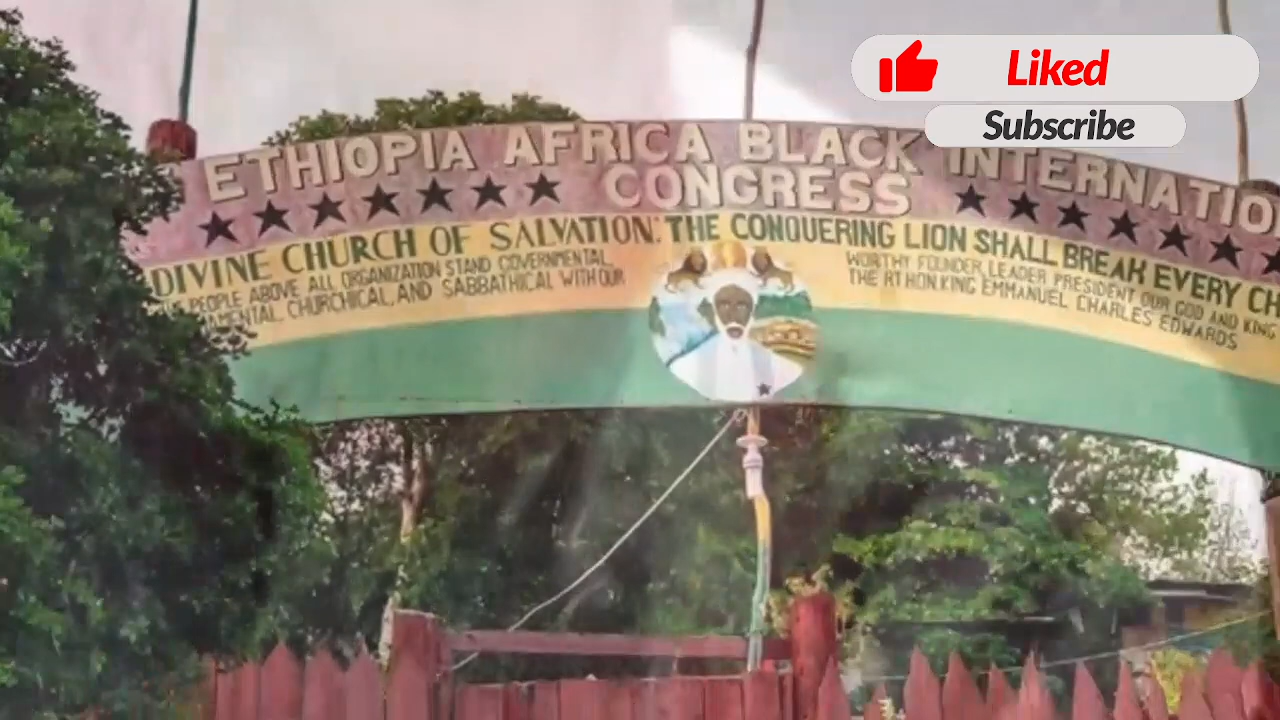 Liked
Subscribe
ETHIOPIA AFRICA BLACK INTERNATIO
CONGRESS
DIVINE CHURCH OF SALVATION: THE CONQUERING LION SHALL BREAK EVERY CH
PEOPLE ABOVE ALL ORGANIZATION STAND GOVERNMENTAL,
MENTAL, CHURCHICAL, AND SABBATHICAL WITH OUR
WORTHY FOUNDER, LEADER PRESIDENT OUR GOD AND KING
THE RT HON. KING EMMANUEL CHARLES EDWARDS